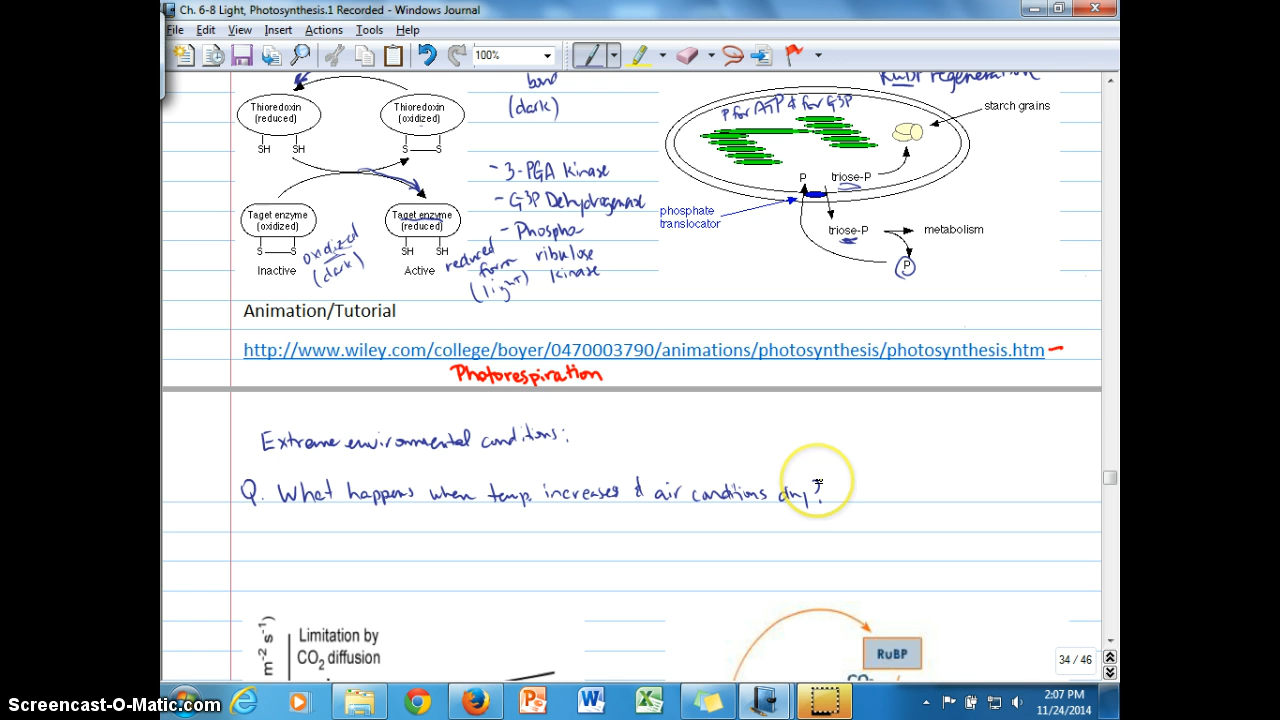 Ch. 6-8 Light, Photosynthesis.1 Recorded - Windows Journal
File Edit View Insert Actions Tools Help
100%
bond
(dark)
Thioredoxin
(reduced)
SH SH
Thioredoxin
(oxidized)
S S
Taget enzyme
(oxidized)
S S
Inactive
oxidized
(dark)
Taget enzyme
(reduced)
SH SH
Active
reduced
form
(light)
- 3-PGA Kinase
- G3P Dehydrogenase
- Phospho
ribulose
kinase
RuBP regeneration
P for ATP & for G3P
starch grains
P triose-P
phosphate
translocator
triose-P
metabolism
P
Animation/Tutorial
http://www.wiley.com/college/boyer/0470003790/animations/photosynthesis/photosynthesis.htm -
Photorespiration
Extreme environmental conditions:
Q. What happens when temp. increases & air conditions dry?
m-2 s-1)
Limitation by
CO2 diffusion
RuBP
34 / 46
2:07 PM
11/24/2014
Screencast-O-Matic.com